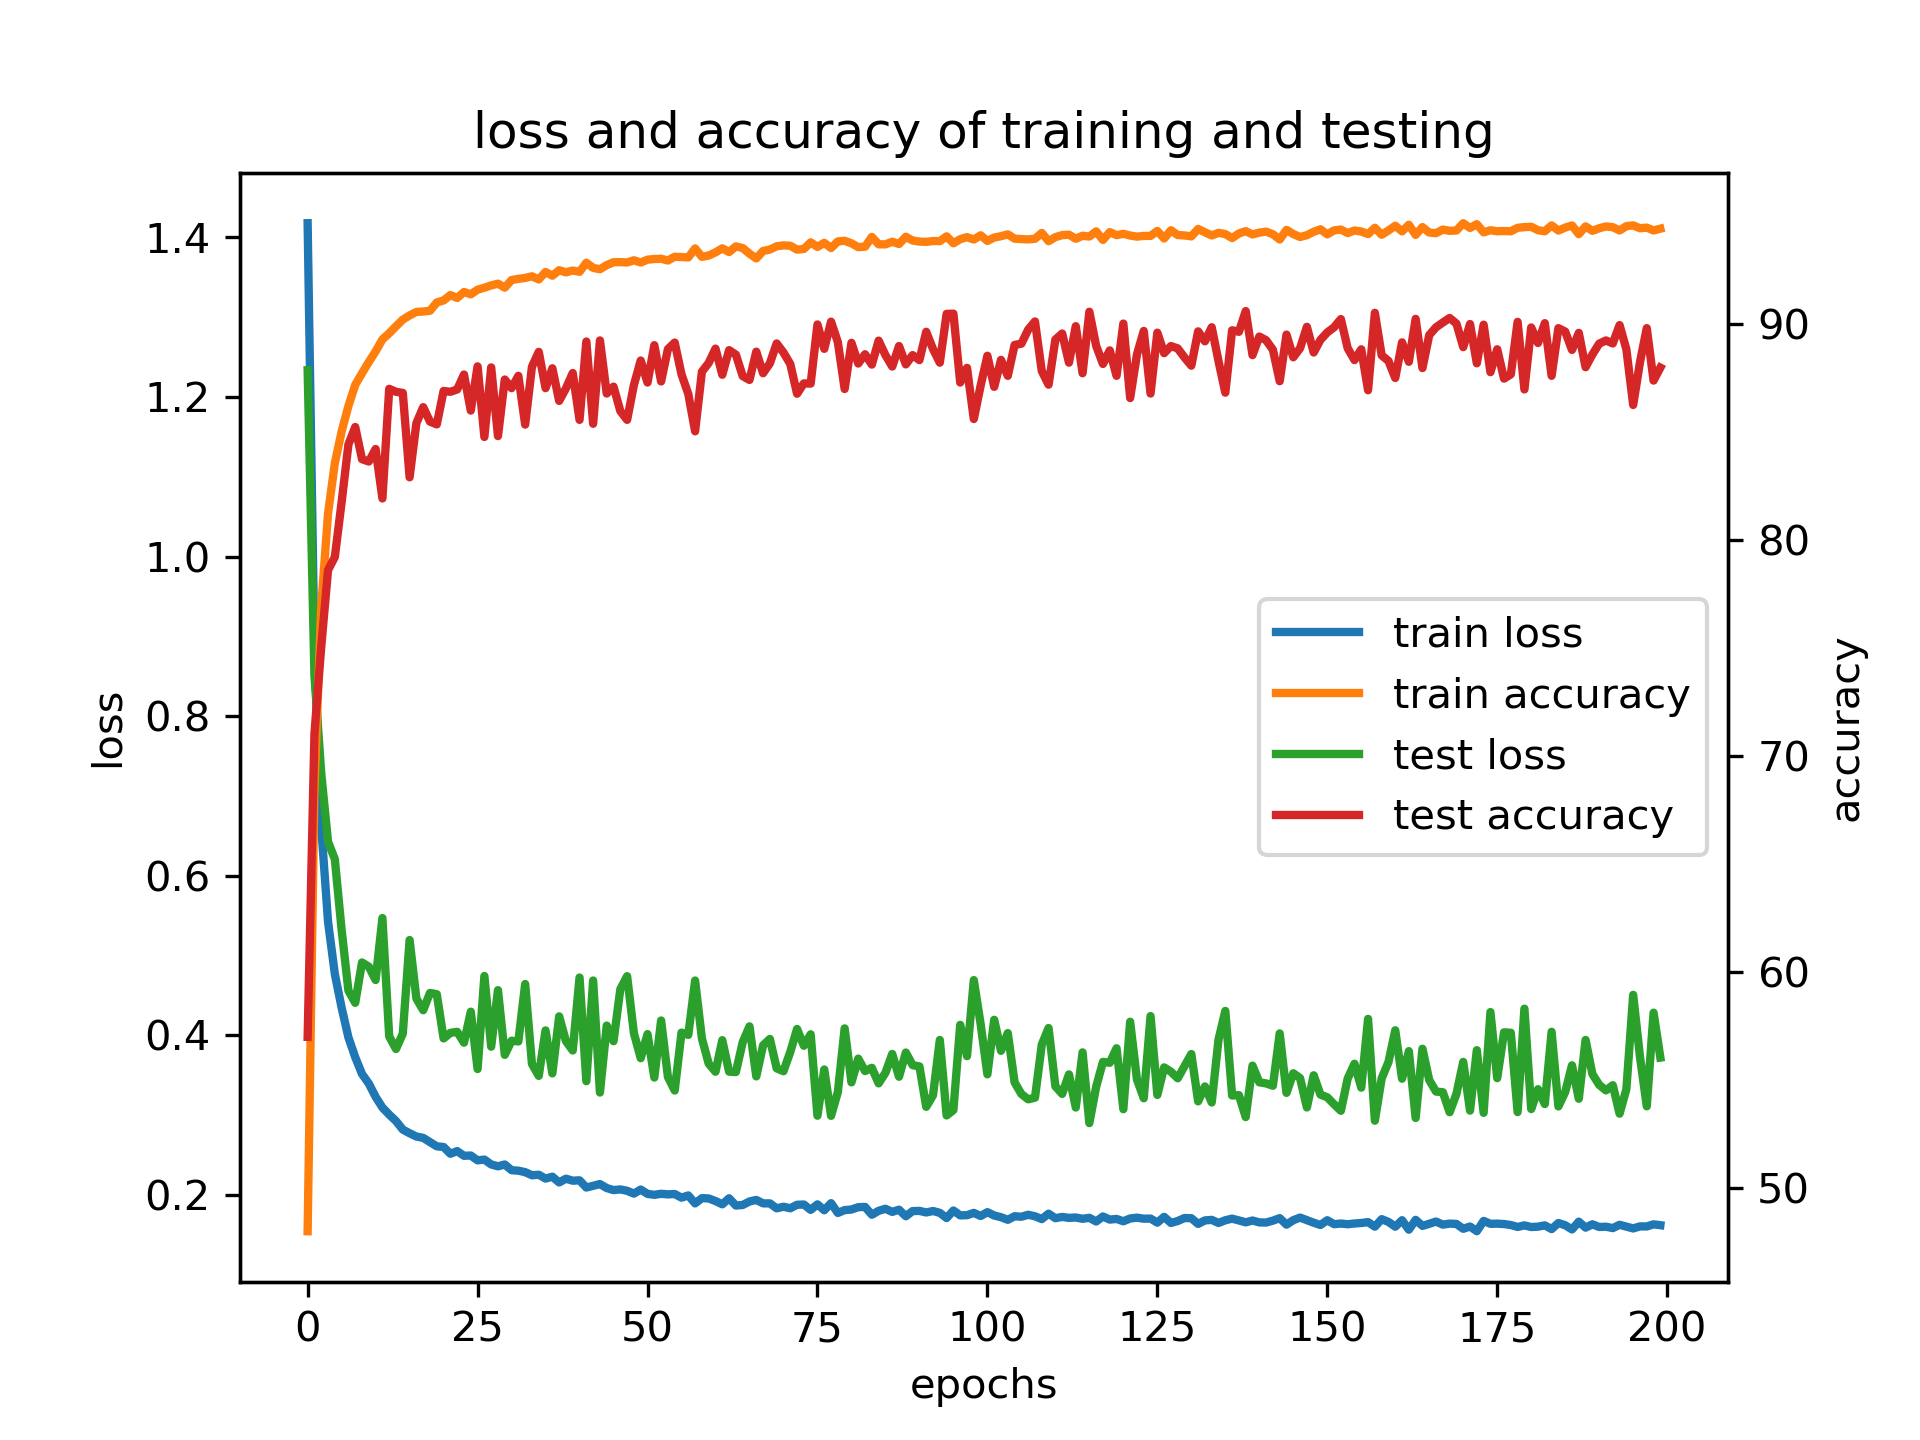 loss and accuracy of training and testing
1.4
1.2
1.0
0.8
0.6
0.4
0.2
loss
90
80
70
60
50
accuracy
train loss
train accuracy
test loss
test accuracy
0 25 50 75 100 125 150 175 200
epochs